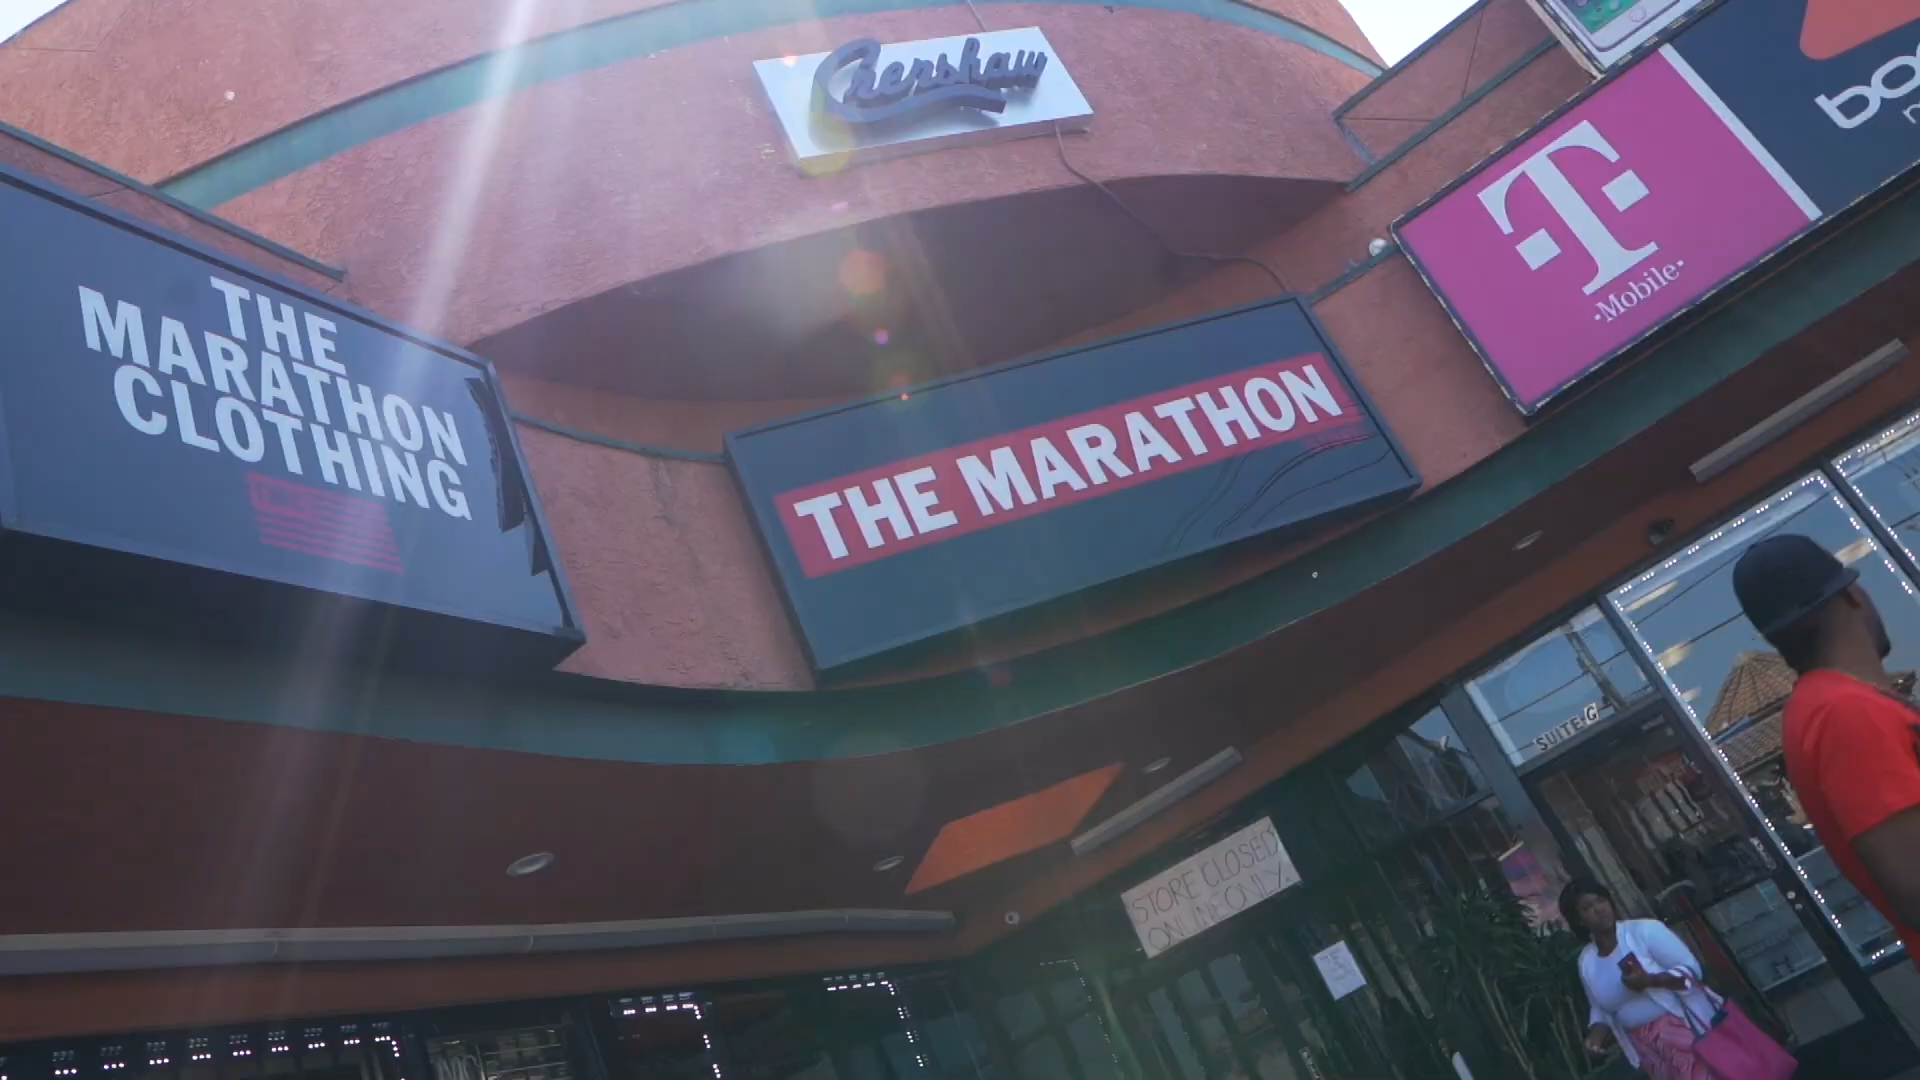 Crenshaw
THE
MARATHON
CLOTHING
THE MARATHON
T
·Mobile·
SUITE G
STORE CLOSED
ONLINE ONLY.